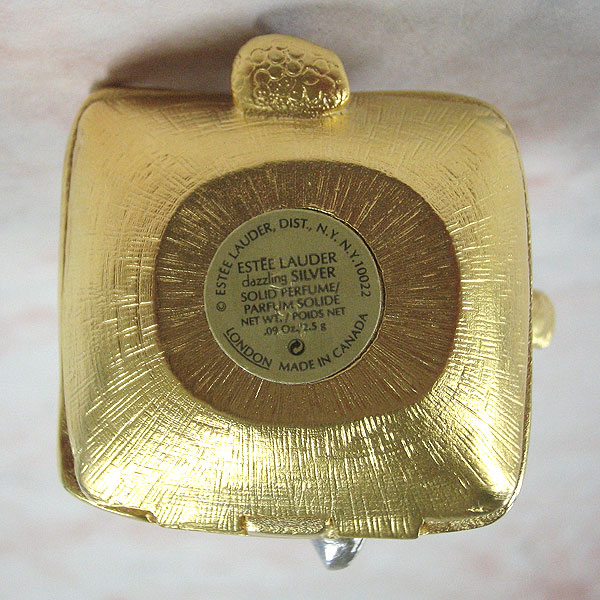 © ESTĒE LAUDER, DIST., N.Y. N.Y. 10022
ESTĒE LAUDER
dazzling SILVER
SOLID PERFUME/
PARFUM SOLIDE
NET WT./ POIDS NET
.09 Oz./2.5 g
LONDON MADE IN CANADA